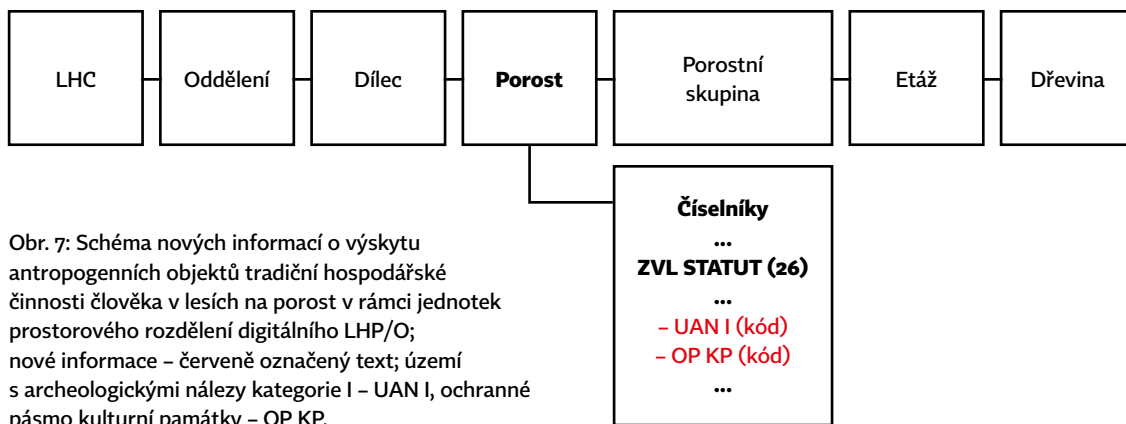 LHC
Oddělení
Dílec
Porost
Porostní
skupina
Etáž
Dřevina
Číselníky
...
ZVL STATUT (26)
...
– UAN I (kód)
– OP KP (kód)
...
Obr. 7: Schéma nových informací o výskytu
antropogenních objektů tradiční hospodářské
činnosti člověka v lesích na porost v rámci jednotek
prostorového rozdělení digitálního LHP/O;
nové informace – červeně označený text; území
s archeologickými nálezy kategorie I – UAN I, ochranné
pásmo kulturní památky – OP KP.